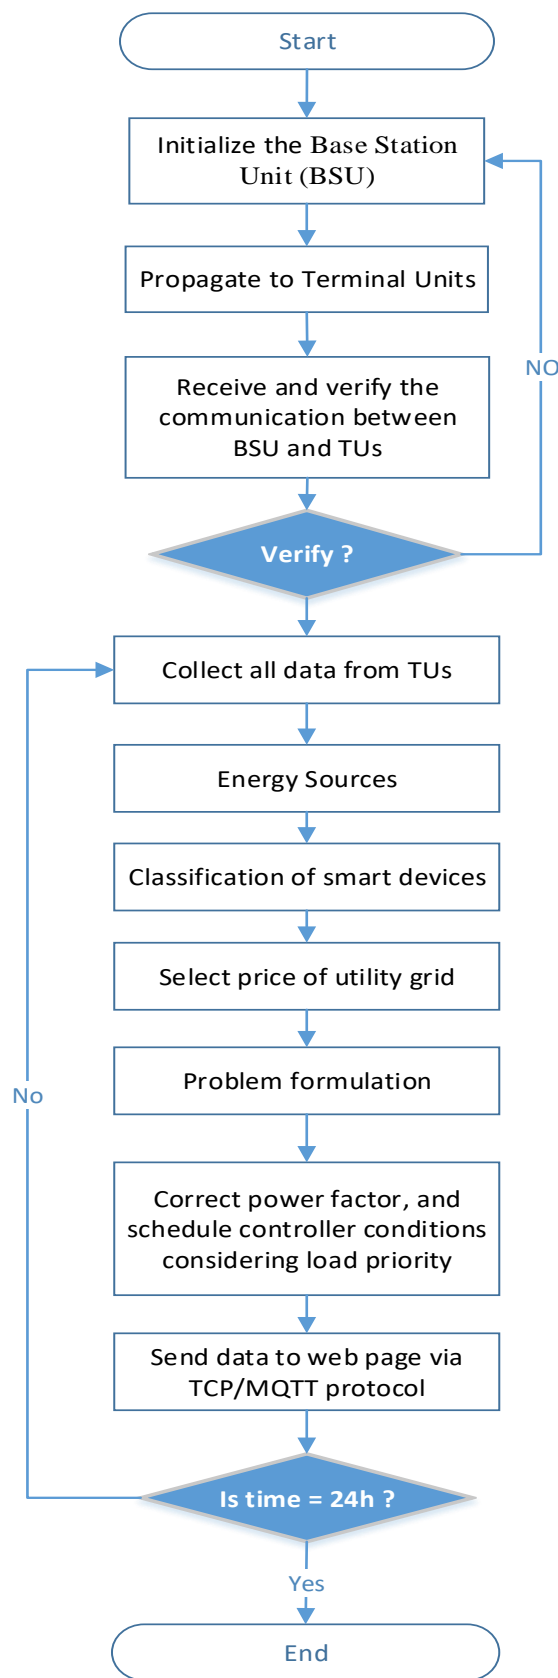 Start
Initialize the Base Station
Unit (BSU)
Propagate to Terminal Units
NO
Receive and verify the
communication between
BSU and TUs
Verify ?
Collect all data from TUs
Energy Sources
Classification of smart devices
Select price of utility grid
Problem formulation
No
Correct power factor, and
schedule controller conditions
considering load priority
Send data to web page via
TCP/MQTT protocol
Is time = 24h ?
Yes
End